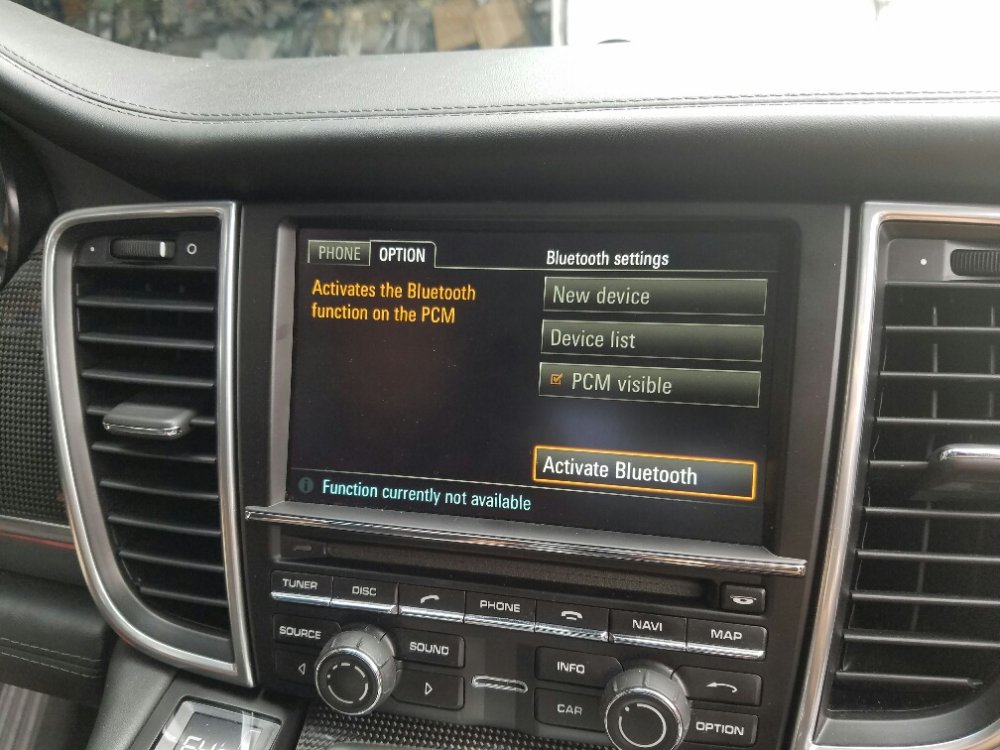 PHONE OPTION
Bluetooth settings
Activates the Bluetooth
function on the PCM
New device
Device list
PCM visible
Activate Bluetooth
Function currently not available
TUNER DISC PHONE NAVI MAP
SOURCE SOUND INFO
CAR OPTION